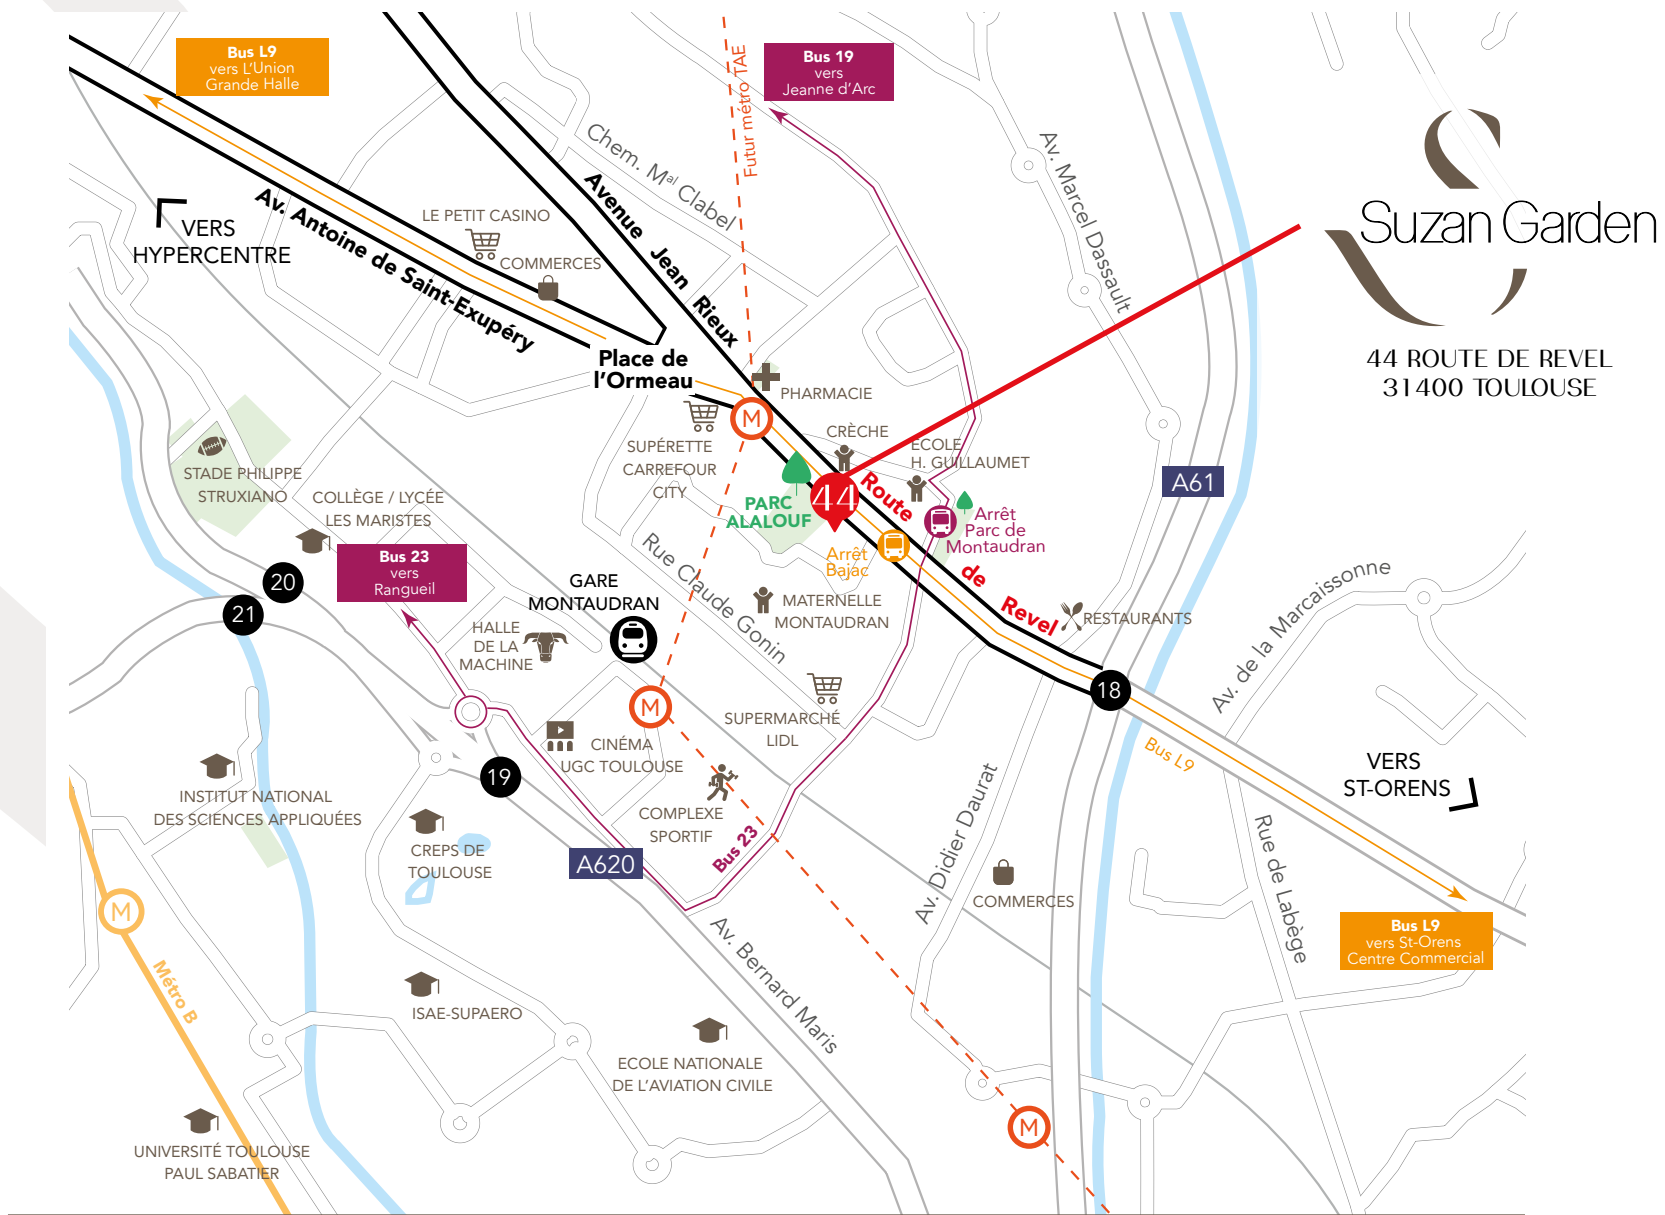 Bus L9
vers L'Union
Grande Halle
Bus 19
vers
Jeanne d'Arc
Futur métro TAE
Chem. Mal Clabel
Av. Marcel Dassault
Avenue Jean Rieux
Av. Antoine de Saint-Exupéry
VERS
HYPERCENTRE
LE PETIT CASINO
COMMERCES
Suzan Garden
44 ROUTE DE REVEL
31400 TOULOUSE
Place de
l'Ormeau
PHARMACIE
M
SUPÉRETTE
CARREFOUR
CITY
CRÈCHE
ECOLE
H. GUILLAUMET
STADE PHILIPPE
STRUXIANO
COLLÈGE / LYCÉE
LES MARISTES
PARC
ALALOUF
44
Route
de
Revel
A61
Arrêt
Parc de
Montaudran
Arrêt
Bajac
Bus 23
vers
Rangueil
20
21
GARE
MONTAUDRAN
Rue Claude Gonin
MATERNELLE
MONTAUDRAN
RESTAURANTS
Av. de la Marcaissonne
HALLE
DE LA
MACHINE
18
M
SUPERMARCHÉ
LIDL
CINÉMA
UGC TOULOUSE
19
Bus L9
VERS
ST-ORENS
INSTITUT NATIONAL
DES SCIENCES APPLIQUÉES
COMPLEXE
SPORTIF
Bus 23
Av. Didier Daurat
Rue de Labège
CREPS DE
TOULOUSE
A620
COMMERCES
M
Métro B
Av. Bernard Maris
Bus L9
vers St-Orens
Centre Commercial
ISAE-SUPAERO
ECOLE NATIONALE
DE L'AVIATION CIVILE
M
UNIVERSITÉ TOULOUSE
PAUL SABATIER